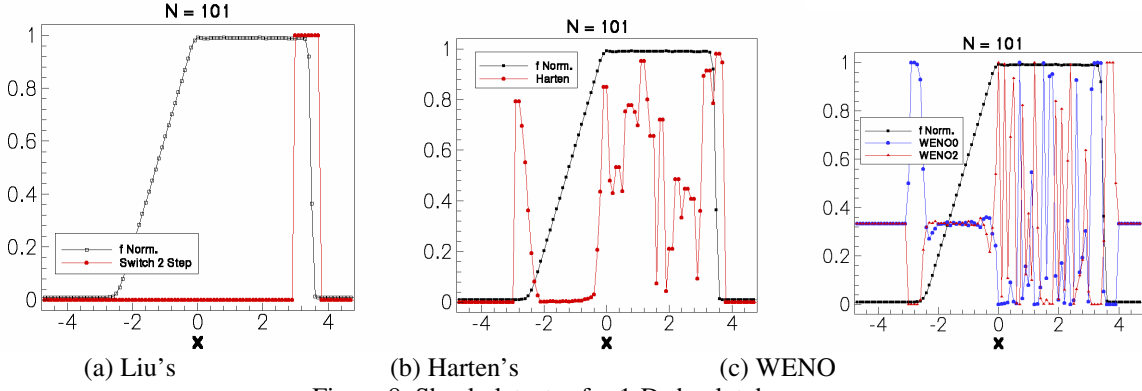 N = 101
1
0.8
0.6
0.4
0.2
0
f Norm.
Switch 2 Step
-4
-2
0
2
4
X
(a) Liu's
N = 101
1
0.8
0.6
0.4
0.2
0
f Norm.
Harten
-4
-2
0
2
4
X
(b) Harten's
N = 101
1
0.8
0.6
0.4
0.2
0
f Norm.
WENO0
WENO2
-4
-2
0
2
4
X
(c) WENO